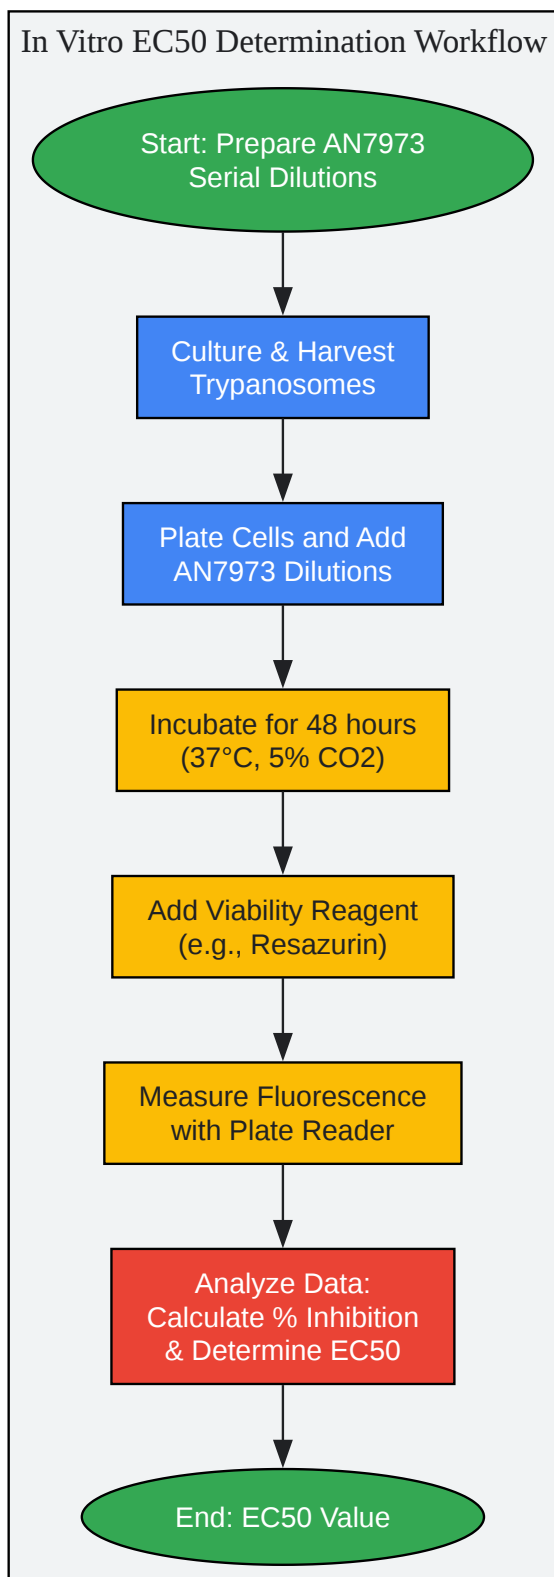 In Vitro EC50 Determination Workflow
Start: Prepare AN7973
Serial Dilutions
Culture & Harvest
Trypanosomes
Plate Cells and Add
AN7973 Dilutions
Incubate for 48 hours
(37°C, 5% CO2)
Add Viability Reagent
(e.g., Resazurin)
Measure Fluorescence
with Plate Reader
Analyze Data:
Calculate % Inhibition
& Determine EC50
End: EC50 Value